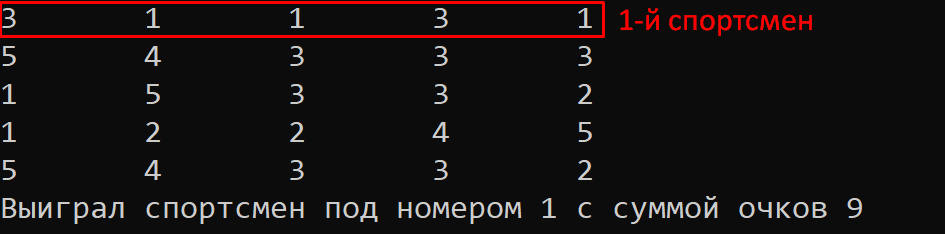 3 1 1 3 1 1-й спортсмен
5 4 3 3 3
1 5 3 3 2
1 2 2 4 5
5 4 3 3 2
Выиграл спортсмен под номером 1 с суммой очков 9